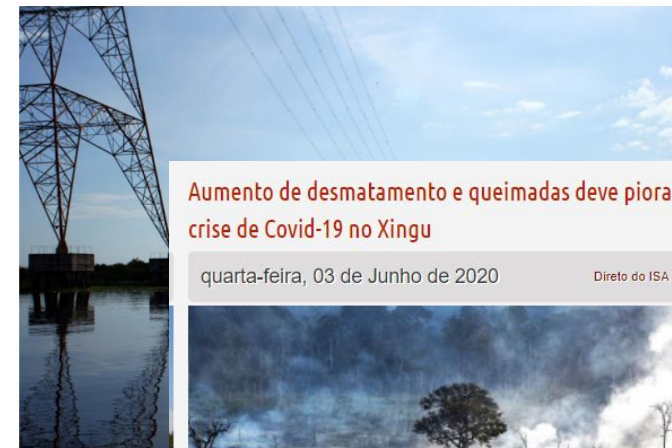 Aumento de desmatamento e queimadas deve piora
crise de Covid-19 no Xingu
quarta-feira, 03 de Junho de 2020
Direto do ISA